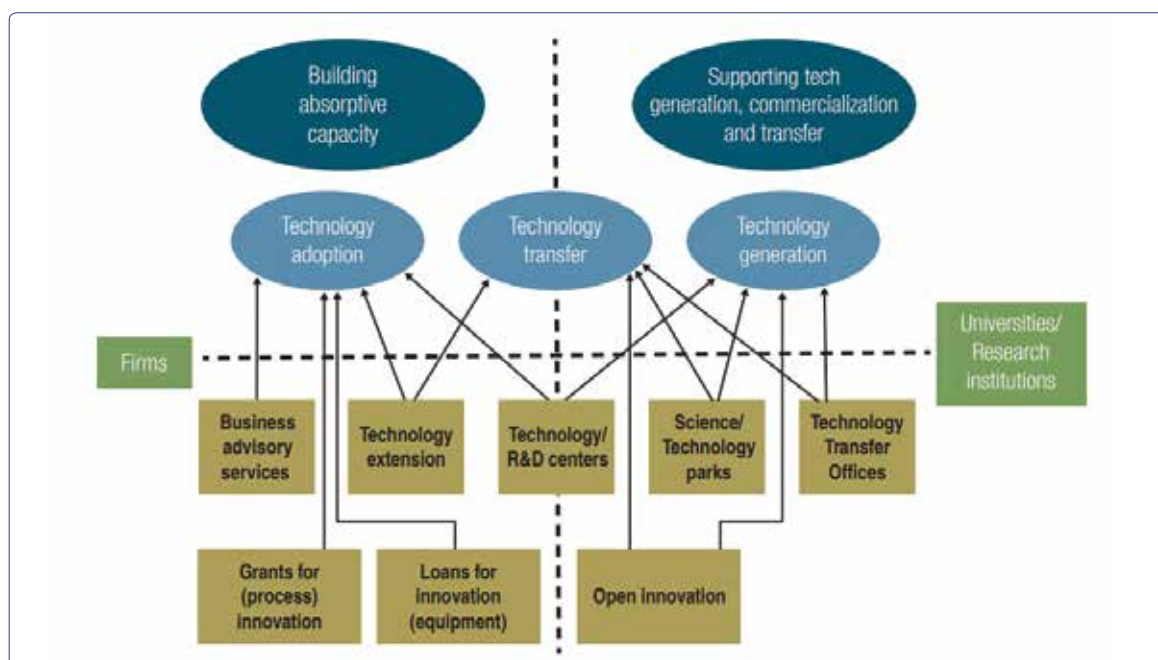 Building
absorptive
capacity
Supporting tech
generation, commercialization
and transfer
Technology
adoption
Technology
transfer
Technology
generation
Firms
Universities/
Research
institutions
Business
advisory
services
Technology
extension
Technology/
R&D centers
Science/
Technology
parks
Technology
Transfer
Offices
Grants for
(process)
innovation
Loans for
innovation
(equipment)
Open innovation